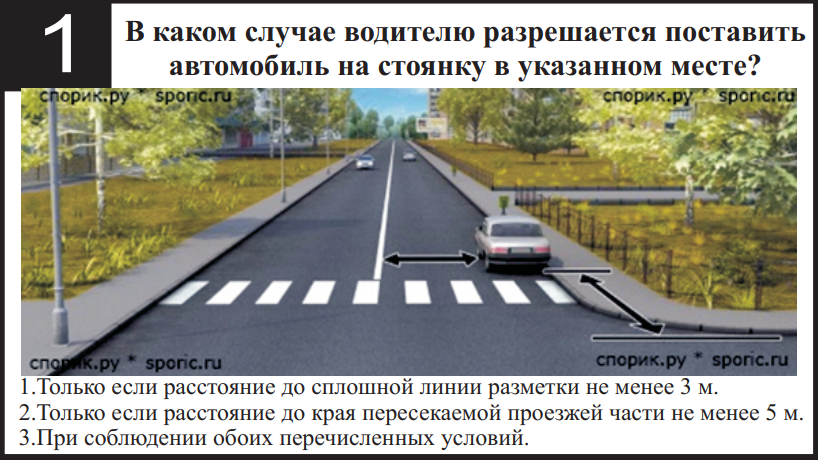 1
В каком случае водителю разрешается поставить
автомобиль на стоянку в указанном месте?
спорик.ру * sporic.ru
спорик.ру * sporic.ru
спорик.ру * sporic.ru
спорик.ру * sporic.ru
1.Только если расстояние до сплошной линии разметки не менее 3 м.
2.Только если расстояние до края пересекаемой проезжей части не менее 5 м.
3.При соблюдении обоих перечисленных условий.